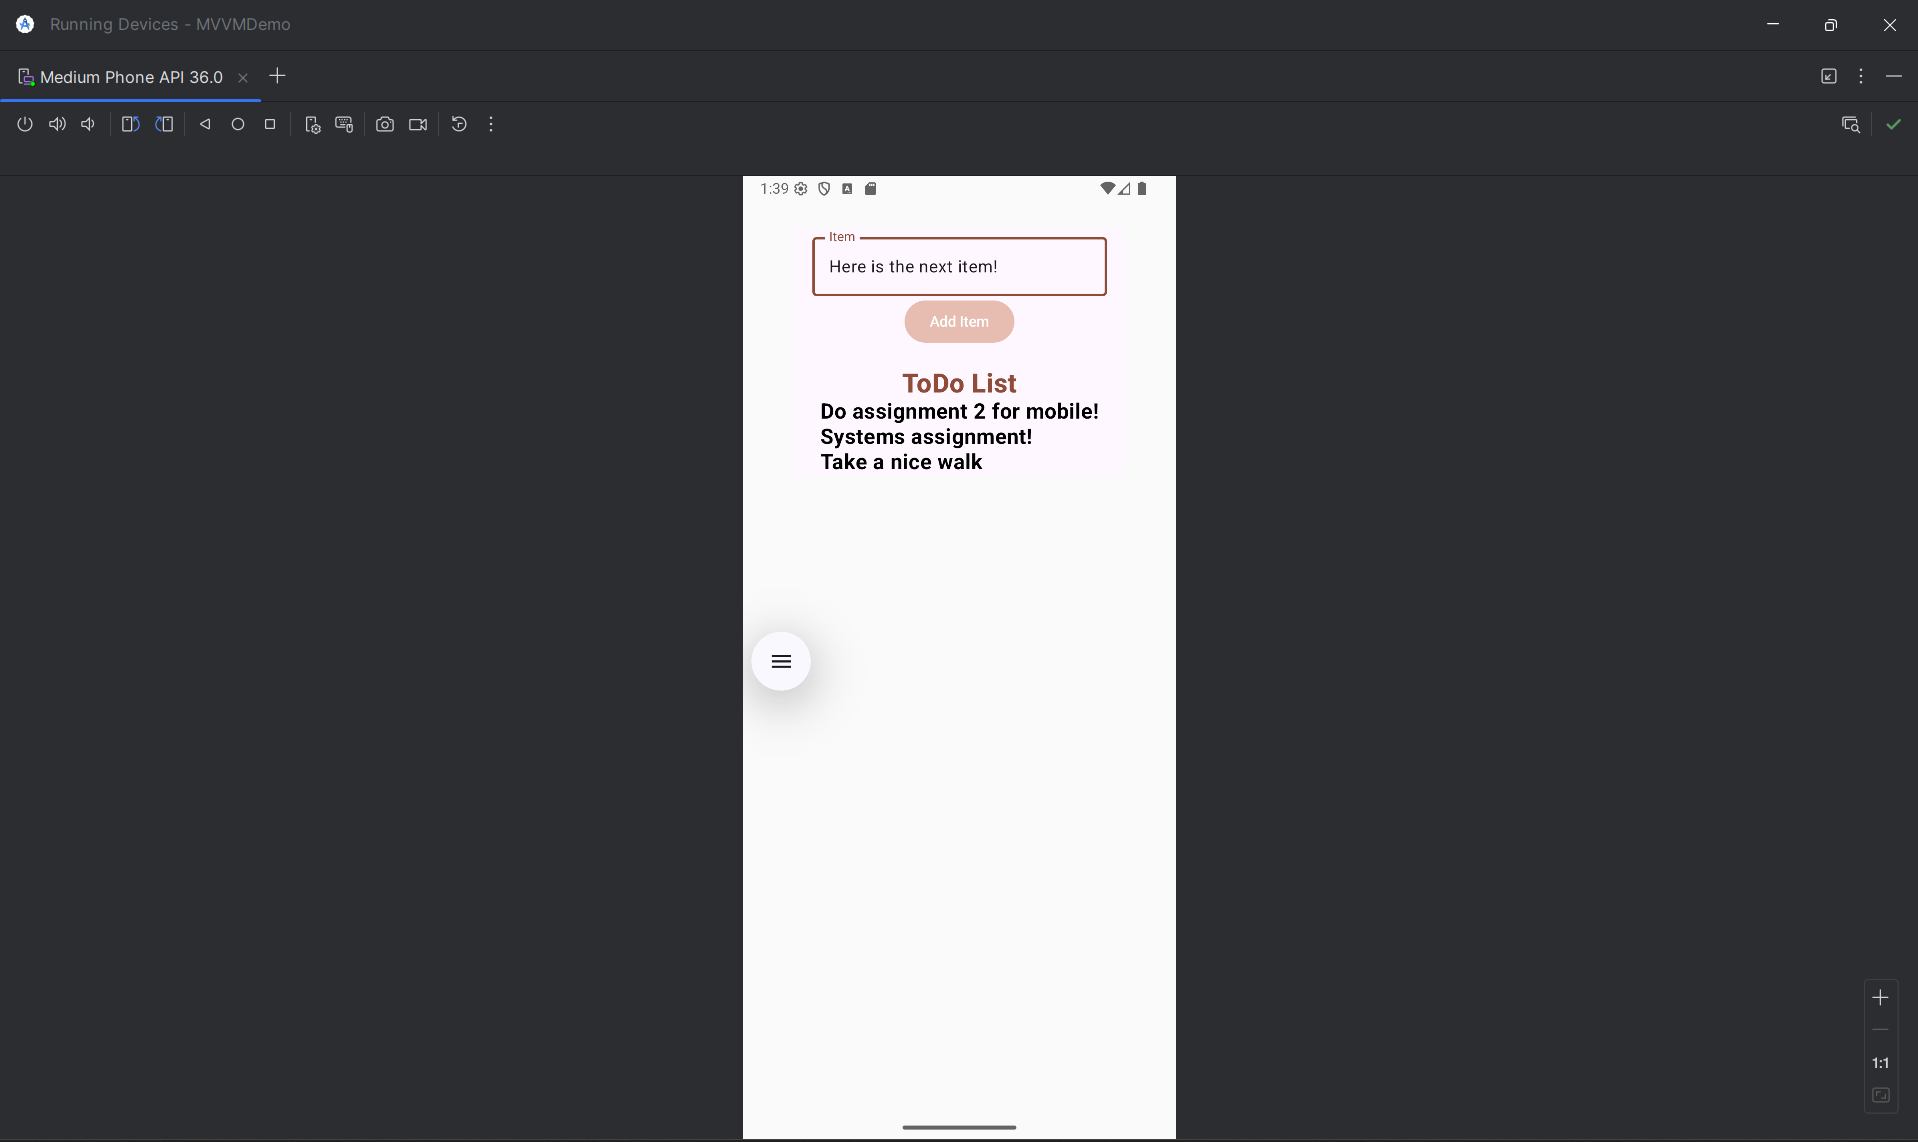 Running Devices - MVVMDemo
Medium Phone API 36.0
1:39
Item
Here is the next item!
Add Item
ToDo List
Do assignment 2 for mobile!
Systems assignment!
Take a nice walk
1:1